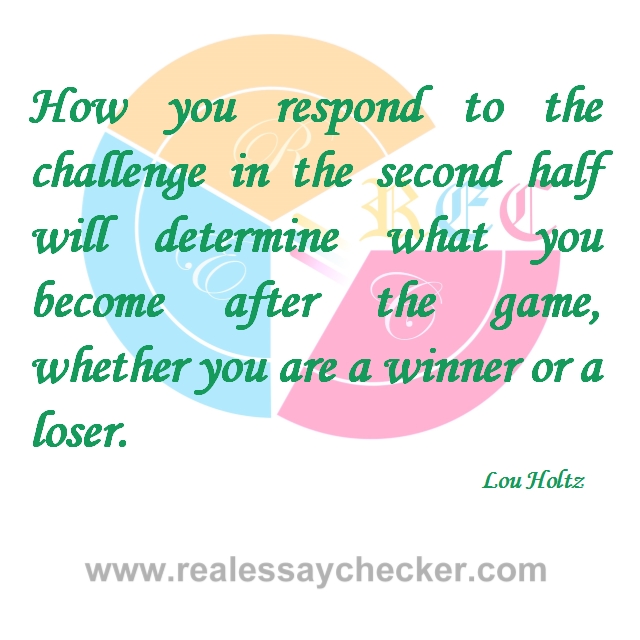 How you respond to the
challenge in the second half
will determine what you
become after the game,
whether you are a winner or a
loser.
Lou Holtz
R
REC
C
www.realessaychecker.com